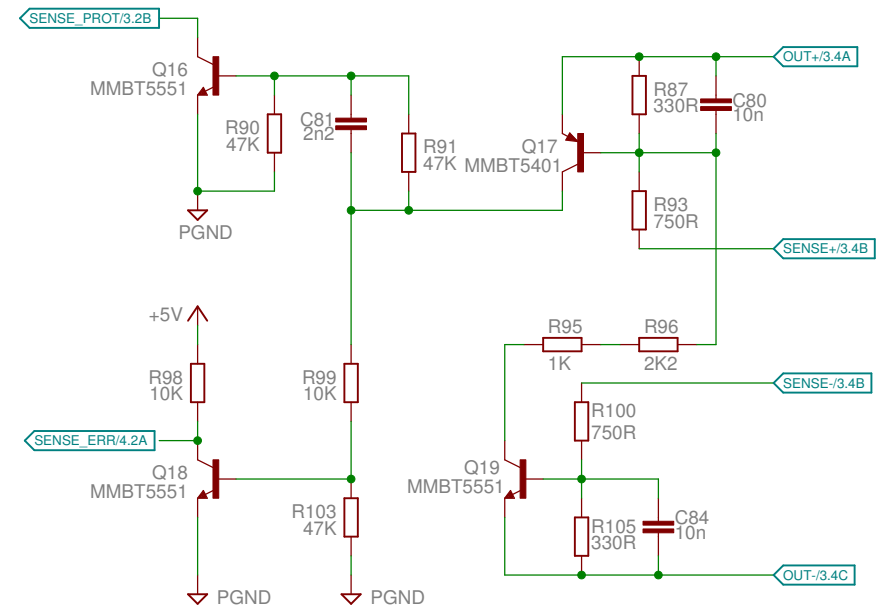 SENSE_PROT/3.2B
Q16
MMBT5551
R90
47K
C81
2n2
R91
47K
PGND
OUT+/3.4A
R87
330R
C80
10n
Q17
MMBT5401
R93
750R
SENSE+/3.4B
+5V
R98
10K
R99
10K
R95
1K
R96
2K2
SENSE-/3.4B
R100
750R
SENSE_ERR/4.2A
Q18
MMBT5551
Q19
MMBT5551
R103
47K
R105
330R
C84
10n
OUT-/3.4C
PGND
PGND